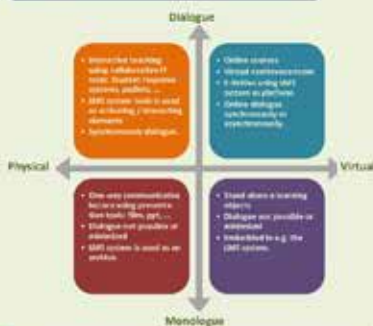 Dialogue
• Interactive teaching
using collaborative IT
tools. Student response
systems, padlets, ...
• LMS system tools is used
as activating / interacting
elements
• Synchronously dialogue.
• Online courses
• Virtual conference room
• using LMS
system as platform
• Online dialogue
synchronously or
asynchronously.
Physical
Virtual
• One-way communicative
lecture using presenta-
tion tools: film, ppt, ...
• Dialogue not possible or
minimized
• LMS system is used as an
archive.
• Stand alone e-learning
objects
• Dialogue not possible or
minimized
• Embedded in e.g. the
LMS system.
Monologue